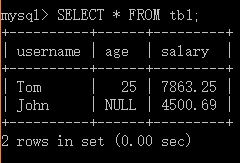 mysql> SELECT * FROM tb1;
+----------+------+---------+
| username | age  | salary  |
+----------+------+---------+
| Tom      |   25 | 7863.25 |
| John     | NULL | 4500.69 |
+----------+------+---------+
2 rows in set (0.00 sec)